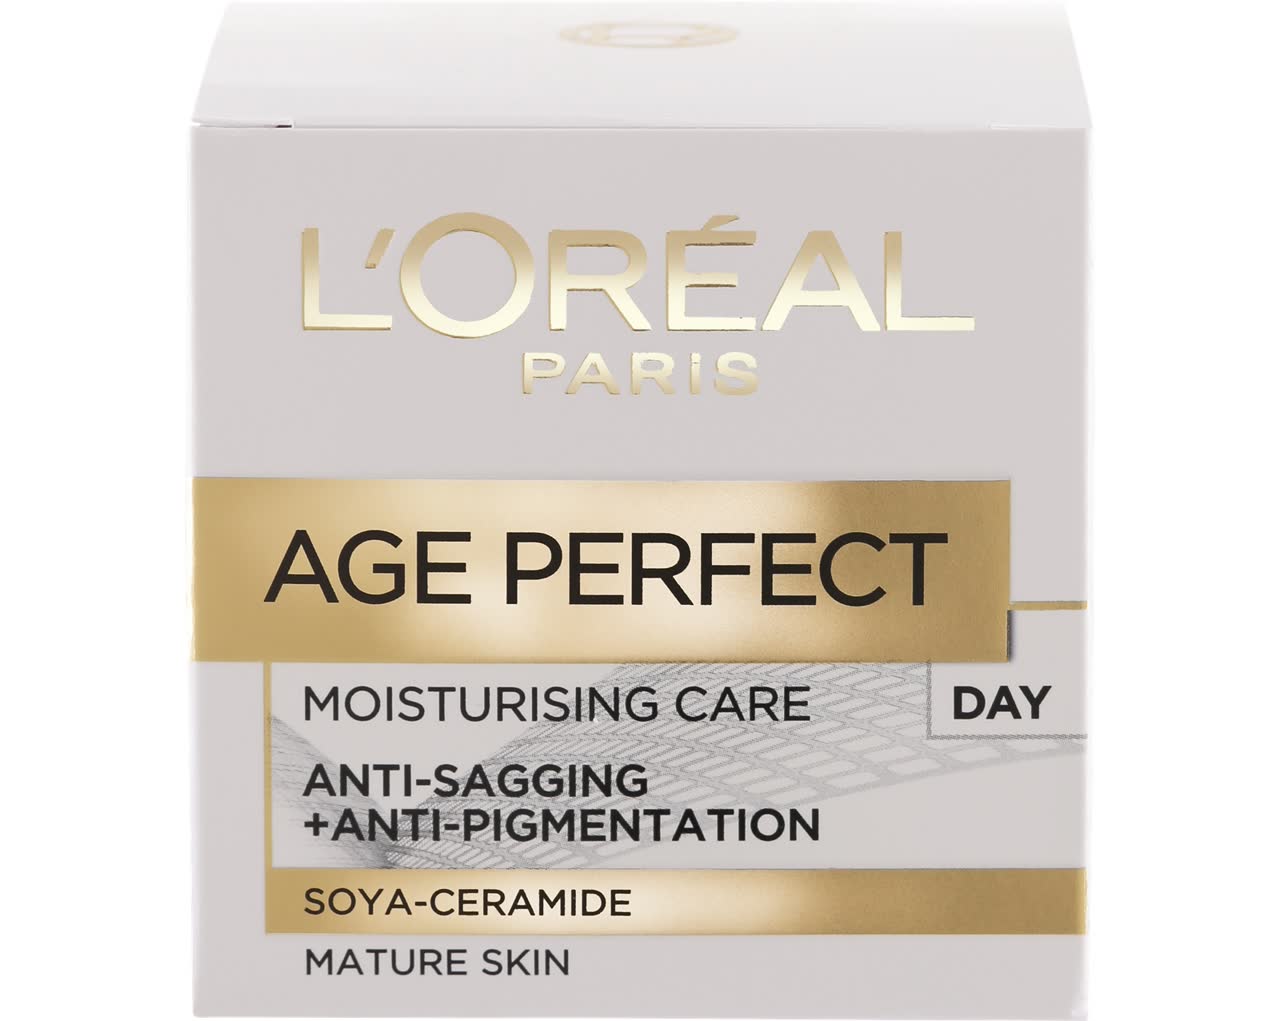 L'ORÉAL
PARIS
AGE PERFECT
MOISTURISING CARE
DAY
ANTI-SAGGING
+ANTI-PIGMENTATION
SOYA-CERAMIDE
MATURE SKIN